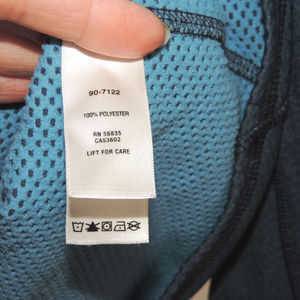 90-7122
100% POLYESTER
RN 56835
CA53602
LIFT FOR CARE